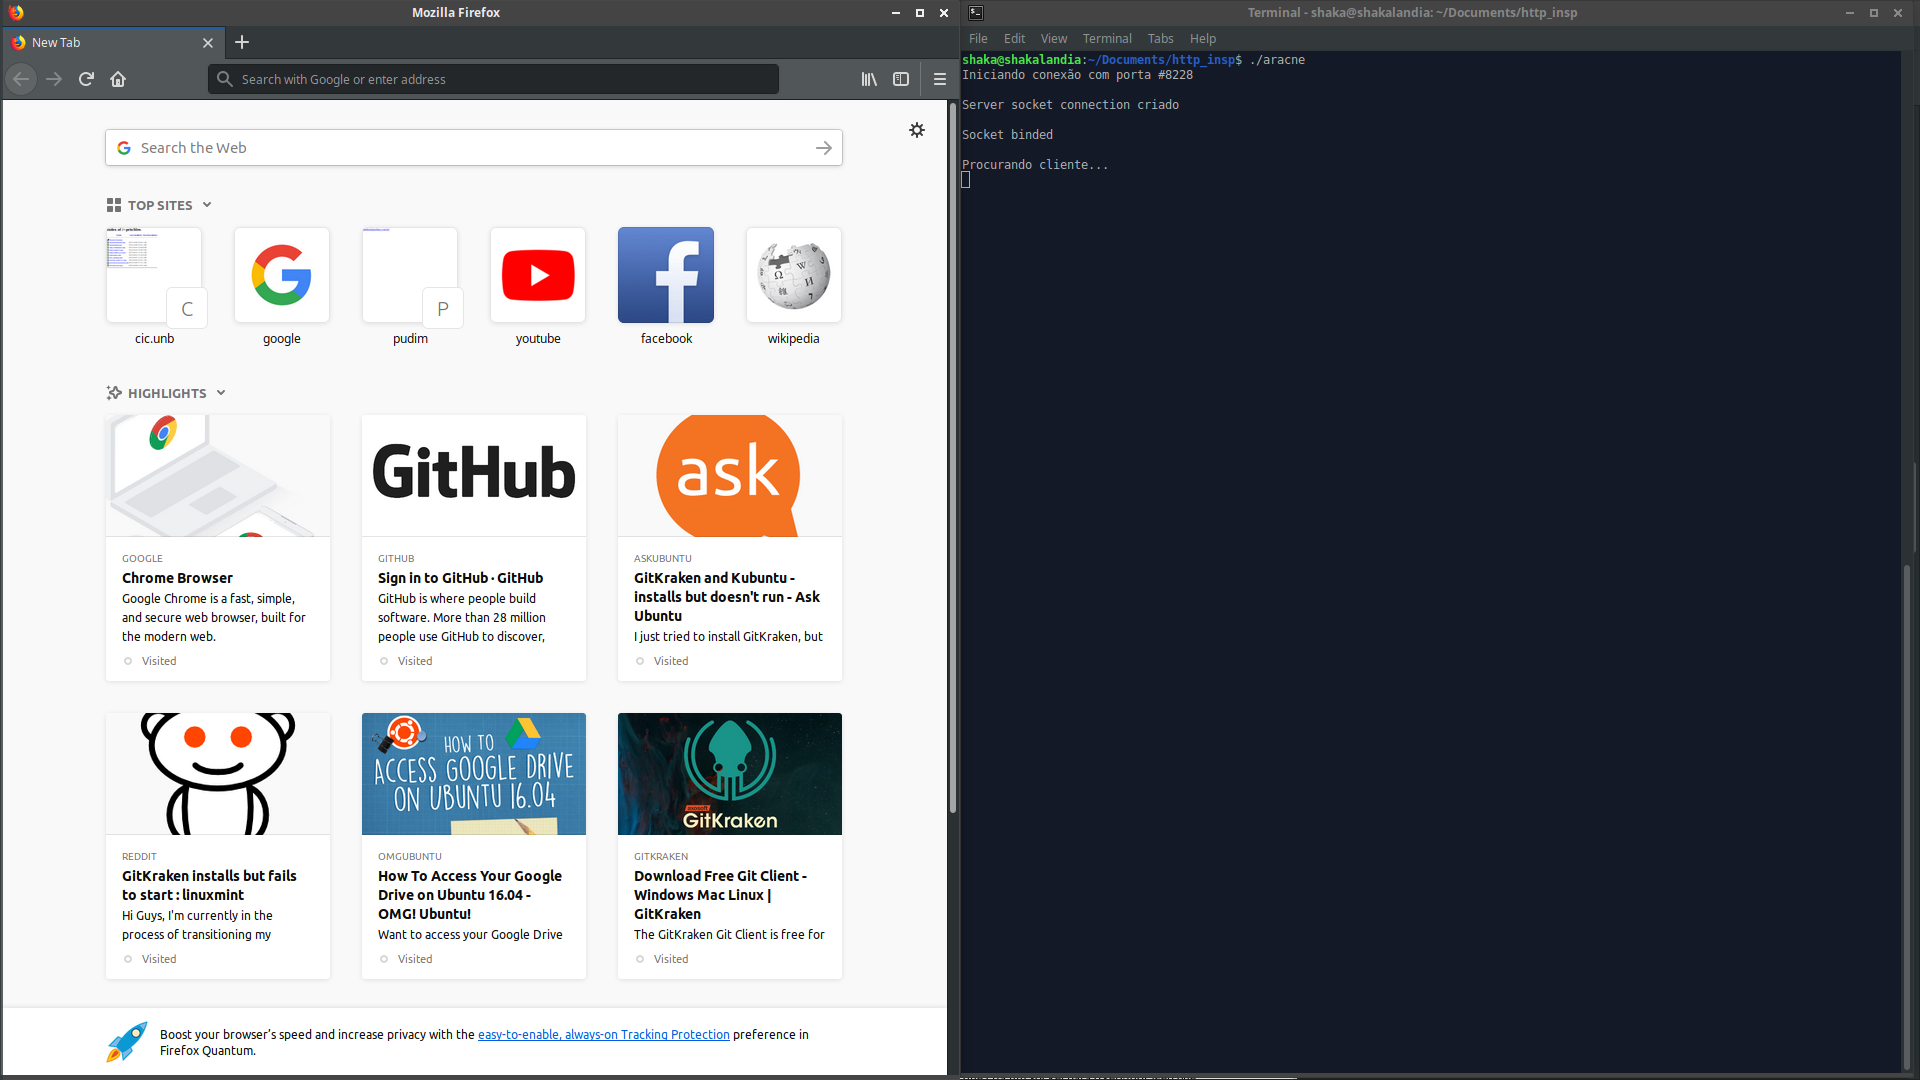 Mozilla Firefox
New Tab
Search with Google or enter address
Search the Web
TOP SITES
C
P
cic.unb
google
pudim
youtube
facebook
wikipedia
HIGHLIGHTS
GitHub
ask
GOOGLE
Chrome Browser
Google Chrome is a fast, simple,
and secure web browser, built for
the modern web.
Visited
GITHUB
Sign in to GitHub · GitHub
GitHub is where people build
software. More than 28 million
people use GitHub to discover,
Visited
ASKUBUNTU
GitKraken and Kubuntu -
installs but doesn't run - Ask
Ubuntu
I just tried to install GitKraken, but
Visited
HOW TO
ACCESS GOOGLE DRIVE
ON UBUNTU 16.04
axosoft
GitKraken
REDDIT
GitKraken installs but fails
to start : linuxmint
Hi Guys, I'm currently in the
process of transitioning my
Visited
OMGUBUNTU
How To Access Your Google
Drive on Ubuntu 16.04 -
OMG! Ubuntu!
Want to access your Google Drive
Visited
GITKRAKEN
Download Free Git Client -
Windows Mac Linux |
GitKraken
The GitKraken Git Client is free for
Visited
Boost your browser's speed and increase privacy with the easy-to-enable, always-on Tracking Protection preference in
Firefox Quantum.
Terminal - shaka@shakalandia: ~/Documents/http_insp
File Edit View Terminal Tabs Help
shaka@shakalandia:~/Documents/http_insp$ ./aracne
Iniciando conexão com porta #8228
Server socket connection criado
Socket binded
Procurando cliente...